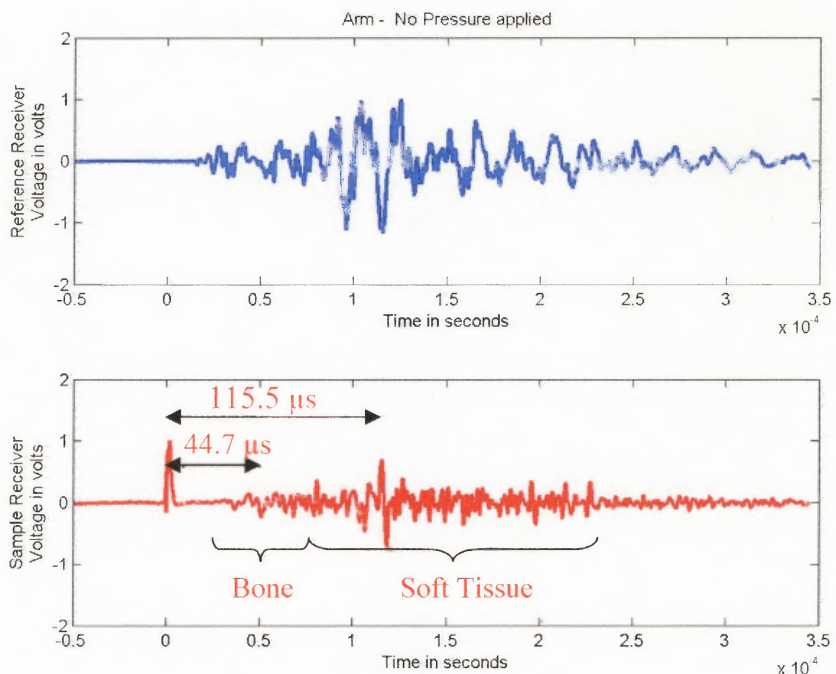 Arm - No Pressure applied
Reference Receiver
Voltage in volts
2
1
0
-1
-2
-0.5 0 0.5 1 1.5 2 2.5 3 3.5
Time in seconds
x 10^-4
Sample Receiver
Voltage in volts
2
1
0
-1
-2
115.5 µs
44.7 µs
Bone Soft Tissue
-0.5 0 0.5 1 1.5 2 2.5 3 3.5
Time in seconds
x 10^-4